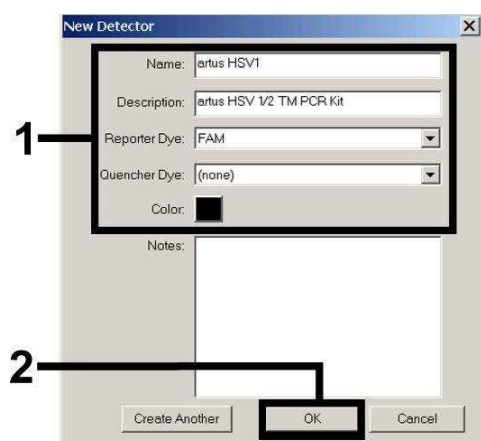 New Detector
Name: artus HSV1
Description: artus HSV 1/2 TM PCR Kit
1
Reporter Dye: FAM
Quencher Dye: (none)
Color:
Notes:
2
Create Another OK Cancel